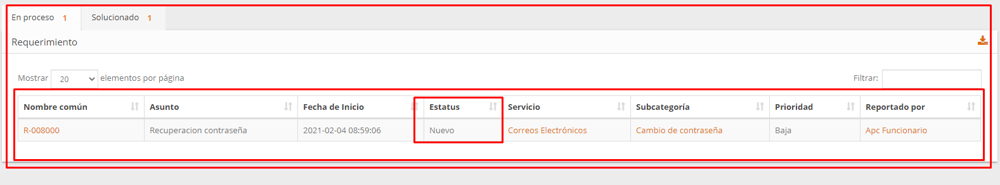 En proceso 1 Solucionado 1
Requerimiento
Mostrar 20 elementos por página Filtrar:
Nombre común Asunto Fecha de Inicio Estatus Servicio Subcategoría Prioridad Reportado por
R-008000 Recuperacion contraseña 2021-02-04 08:59:06 Nuevo Correos Electrónicos Cambio de contraseña Baja Apc Funcionario